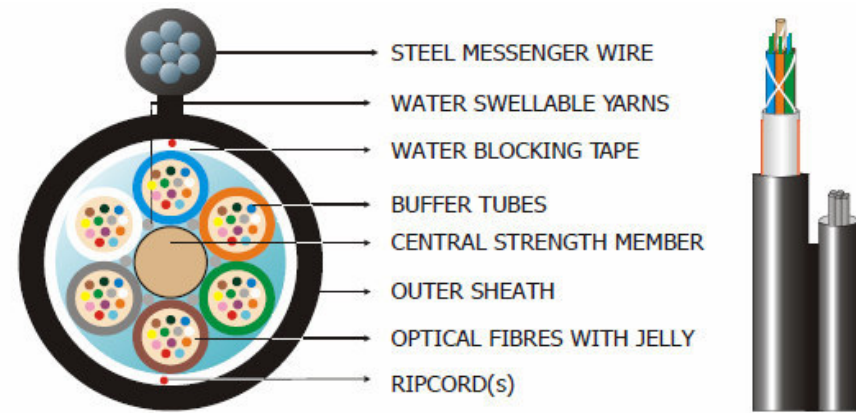 STEEL MESSENGER WIRE
WATER SWELLABLE YARNS
WATER BLOCKING TAPE
BUFFER TUBES
CENTRAL STRENGTH MEMBER
OUTER SHEATH
OPTICAL FIBRES WITH JELLY
RIPCORD(s)